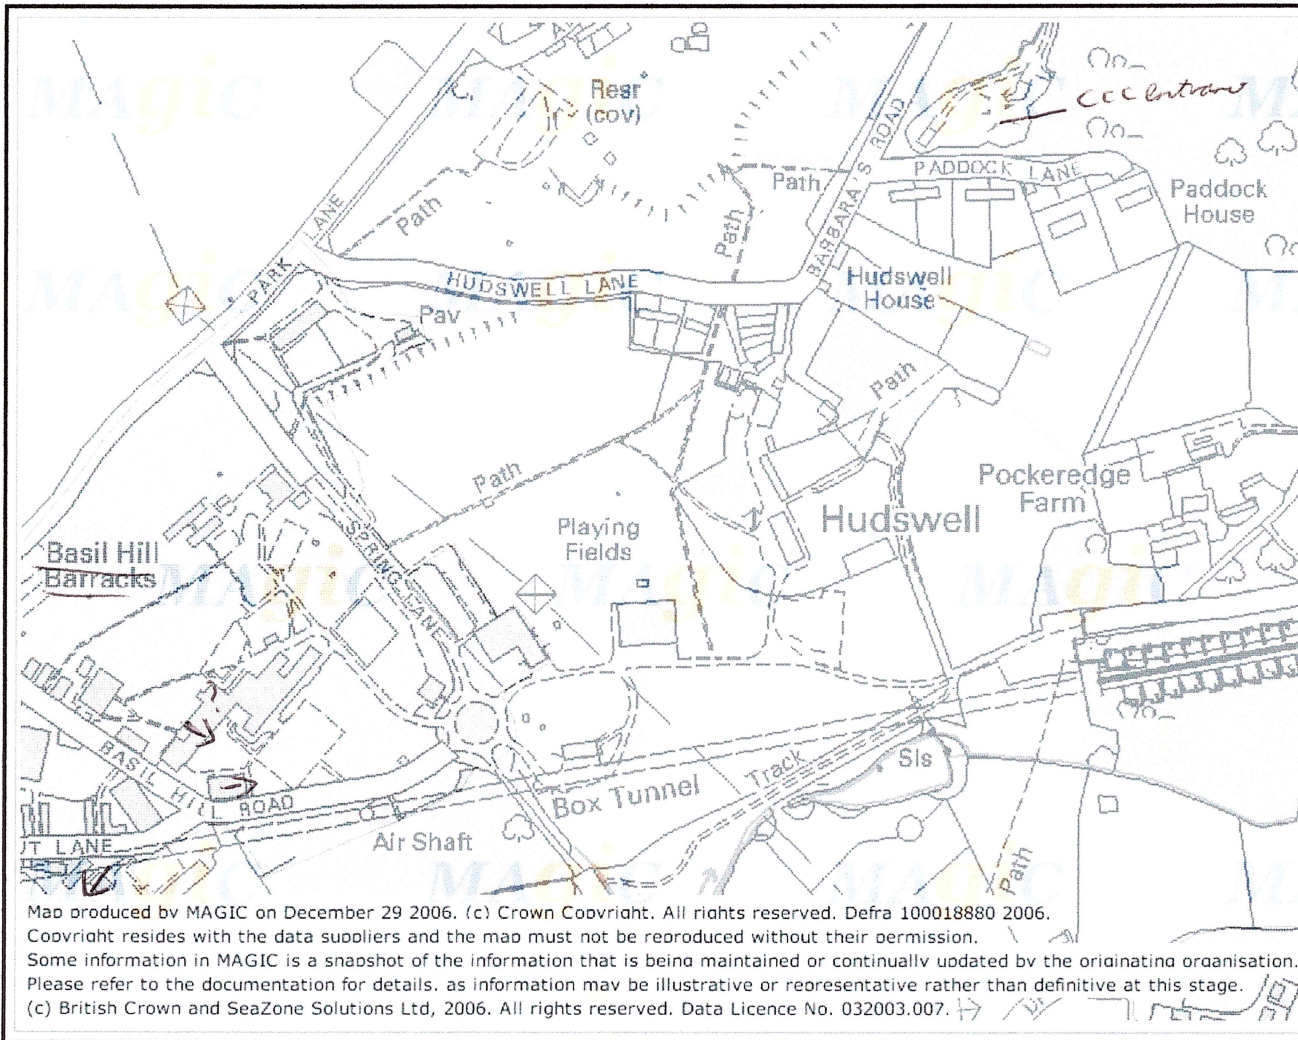 Resr
(cov)
CCC Entrance
BARBARA'S ROAD
PADDOCK LANE
Path
Paddock
House
Path
Path
PARK LANE
HUDSWELL LANE
Hudswell
House
Pav
Path
Path
Pockeredge
Farm
Hudswell
Playing
Fields
SPRING LANE
Basil Hill
Barracks
?
BASIL HILL ROAD
Box Tunnel
Track
Sls
Air Shaft
UT LANE
Path
MAGIC
Map produced by MAGIC on December 29 2006. (c) Crown Copyright. All rights reserved. Defra 100018880 2006.
Copyright resides with the data suppliers and the map must not be reproduced without their permission.
Some information in MAGIC is a snapshot of the information that is being maintained or continually updated by the originating organisation.
Please refer to the documentation for details. as information may be illustrative or representative rather than definitive at this stage.
(c) British Crown and SeaZone Solutions Ltd, 2006. All rights reserved. Data Licence No. 032003.007.